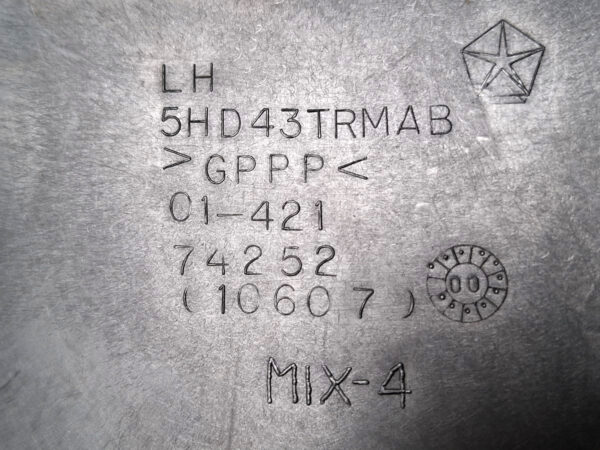 LH
5HD43TRMAB
>GPPP<
01-421
74252
(10607)
00
MIX-4